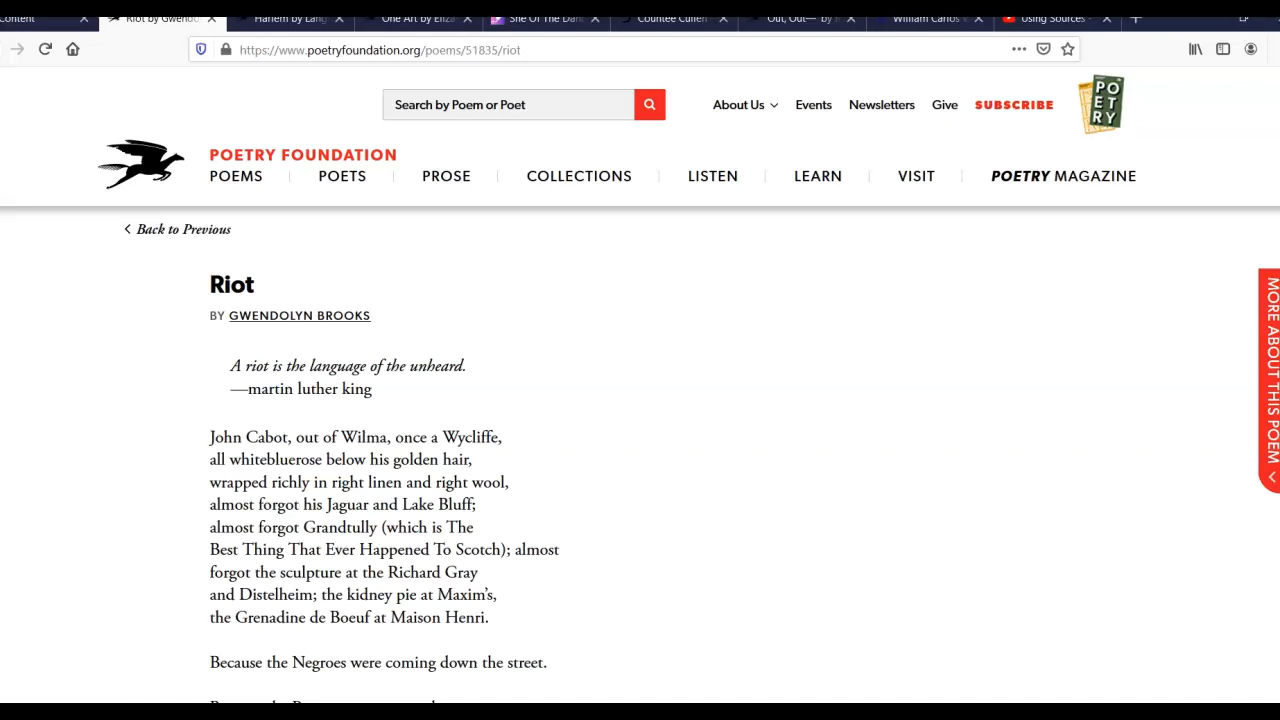 Content
Riot by Gwend
Harlem by Lang
One Art by Eliza
She Of The Dan
Countee Cullen
Out, Out— by
William Carlos
Using Sources -
https://www.poetryfoundation.org/poems/51835/riot
Search by Poem or Poet
About Us
Events
Newsletters
Give
SUBSCRIBE
POETRY
POETRY FOUNDATION
POEMS
POETS
PROSE
COLLECTIONS
LISTEN
LEARN
VISIT
POETRY MAGAZINE
Back to Previous
Riot
BY GWENDOLYN BROOKS
A riot is the language of the unheard.
—martin luther king
John Cabot, out of Wilma, once a Wycliffe,
all whitebluerose below his golden hair,
wrapped richly in right linen and right wool,
almost forgot his Jaguar and Lake Bluff;
almost forgot Grandtully (which is The
Best Thing That Ever Happened To Scotch); almost
forgot the sculpture at the Richard Gray
and Distelheim; the kidney pie at Maxim's,
the Grenadine de Boeuf at Maison Henri.
Because the Negroes were coming down the street.
MORE ABOUT THIS POEM